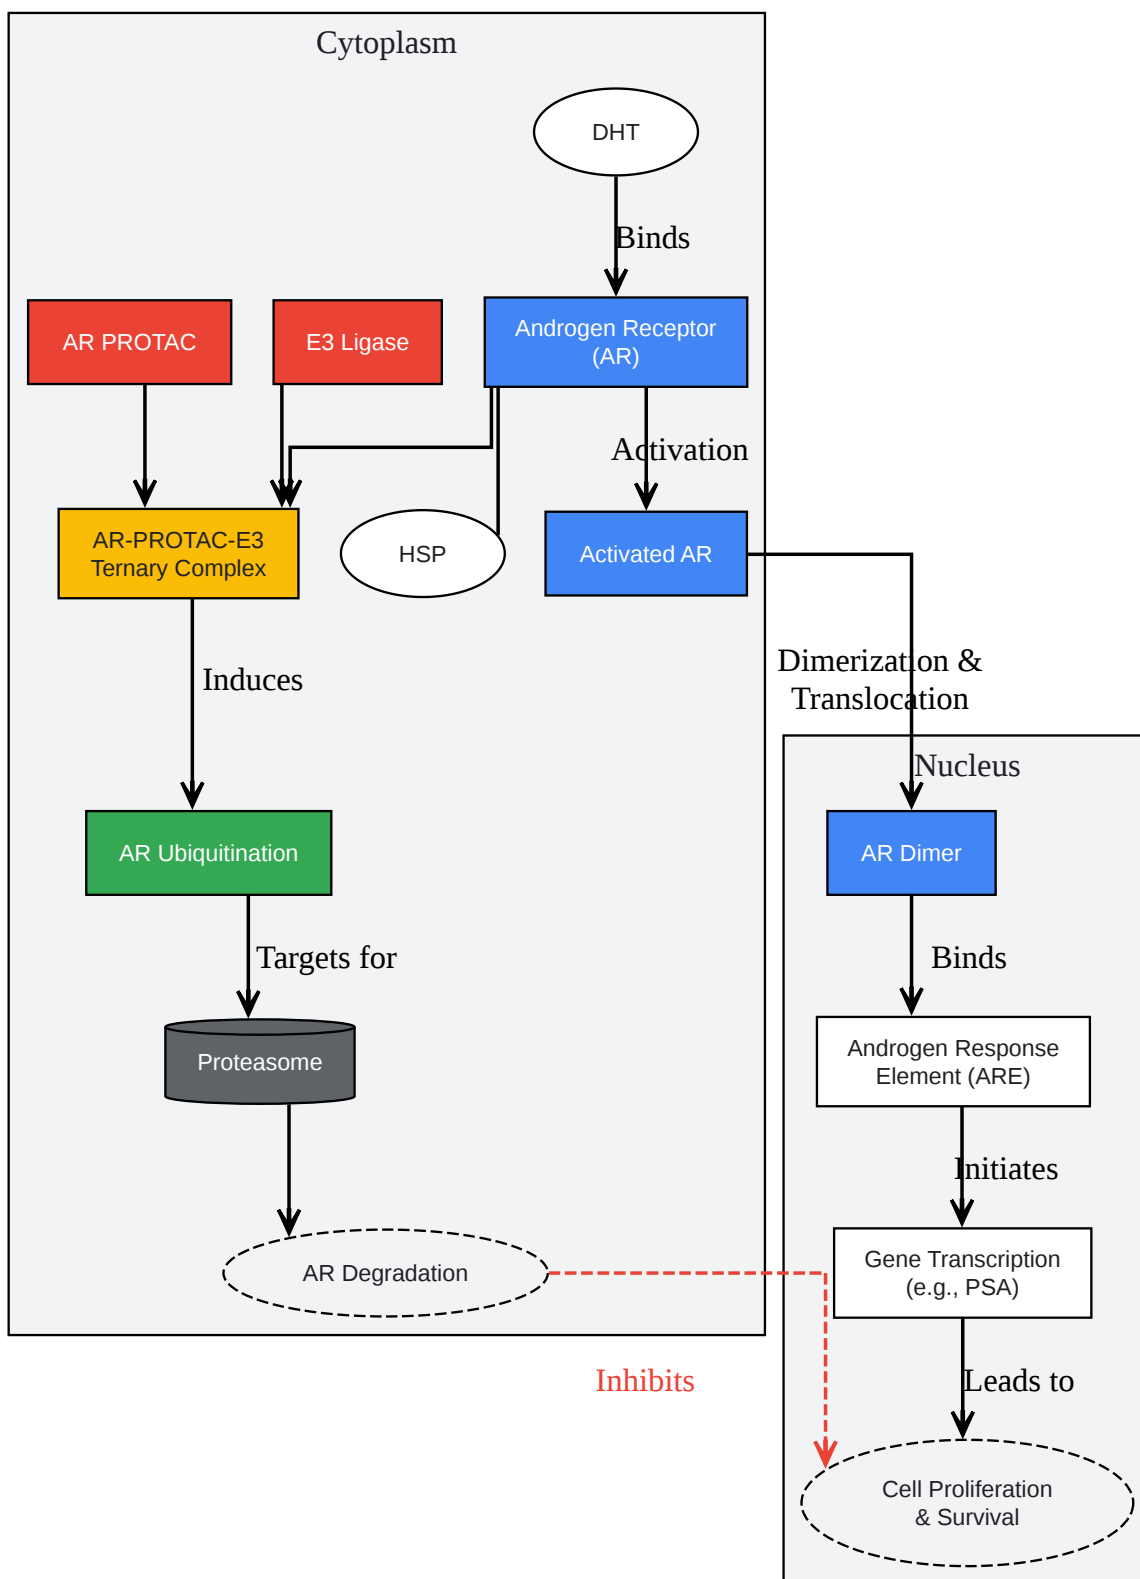 Cytoplasm
DHT
Binds
AR PROTAC
E3 Ligase
Androgen Receptor
(AR)
Activation
AR-PROTAC-E3
Ternary Complex
HSP
Activated AR
Induces
Dimerization &
Translocation
Nucleus
AR Ubiquitination
AR Dimer
Targets for
Binds
Proteasome
Androgen Response
Element (ARE)
Initiates
AR Degradation
Gene Transcription
(e.g., PSA)
Inhibits
Leads to
Cell Proliferation
& Survival